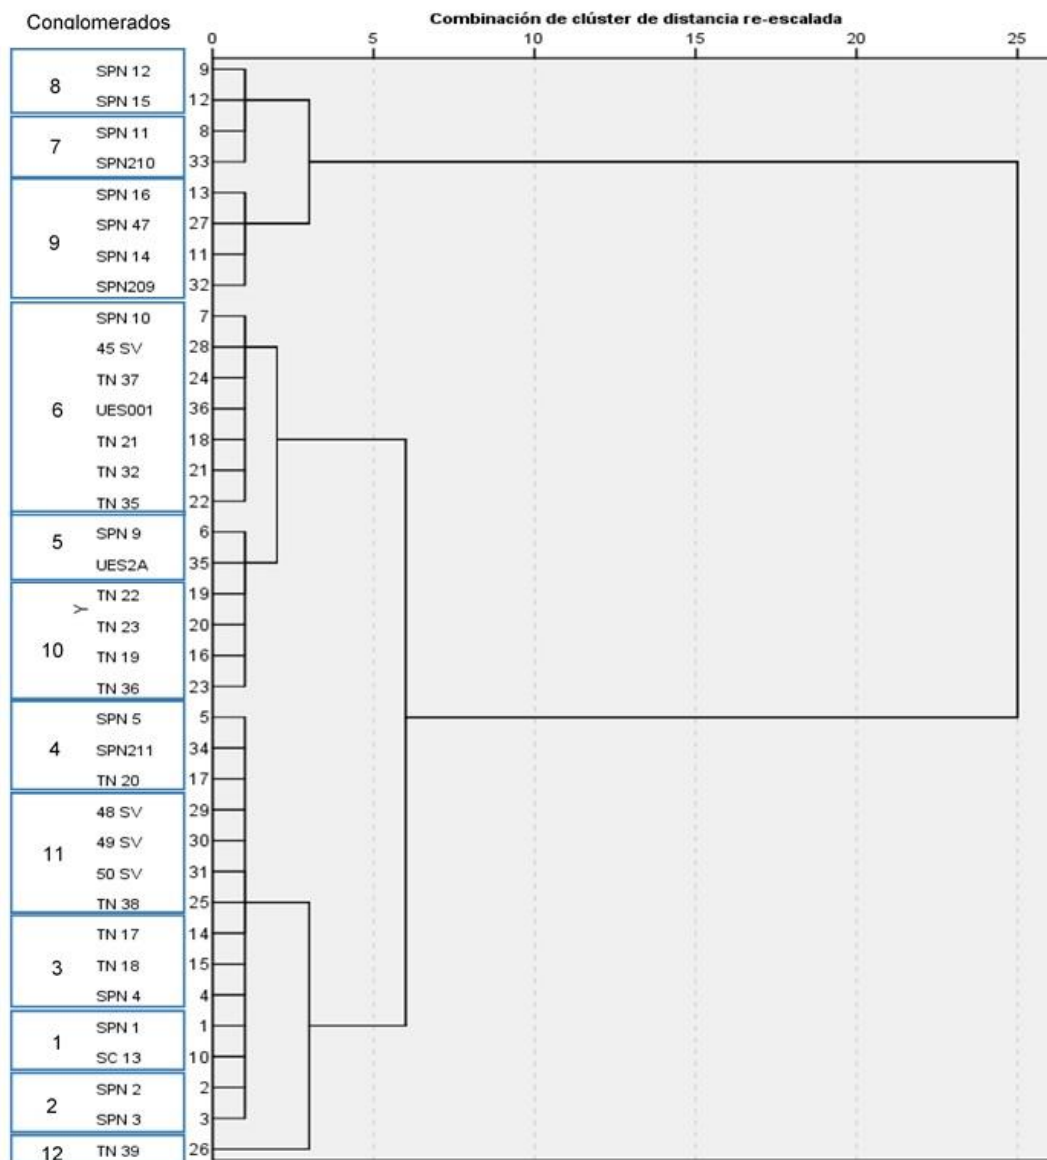 Conglomerados
Combinación de clúster de distancia re-escalada
0 5 10 15 20 25
8
SPN 12 9
SPN 15 12
7
SPN 11 8
SPN210 33
9
SPN 16 13
SPN 47 27
SPN 14 11
SPN209 32
6
SPN 10 7
45 SV 28
TN 37 24
UES001 36
TN 21 18
TN 32 21
TN 35 22
5
SPN 9 6
UES2A 35
10
Y
TN 22 19
TN 23 20
TN 19 16
TN 36 23
4
SPN 5 5
SPN211 34
TN 20 17
11
48 SV 29
49 SV 30
50 SV 31
TN 38 25
3
TN 17 14
TN 18 15
SPN 4 4
1
SPN 1 1
SC 13 10
2
SPN 2 2
SPN 3 3
12
TN 39 26